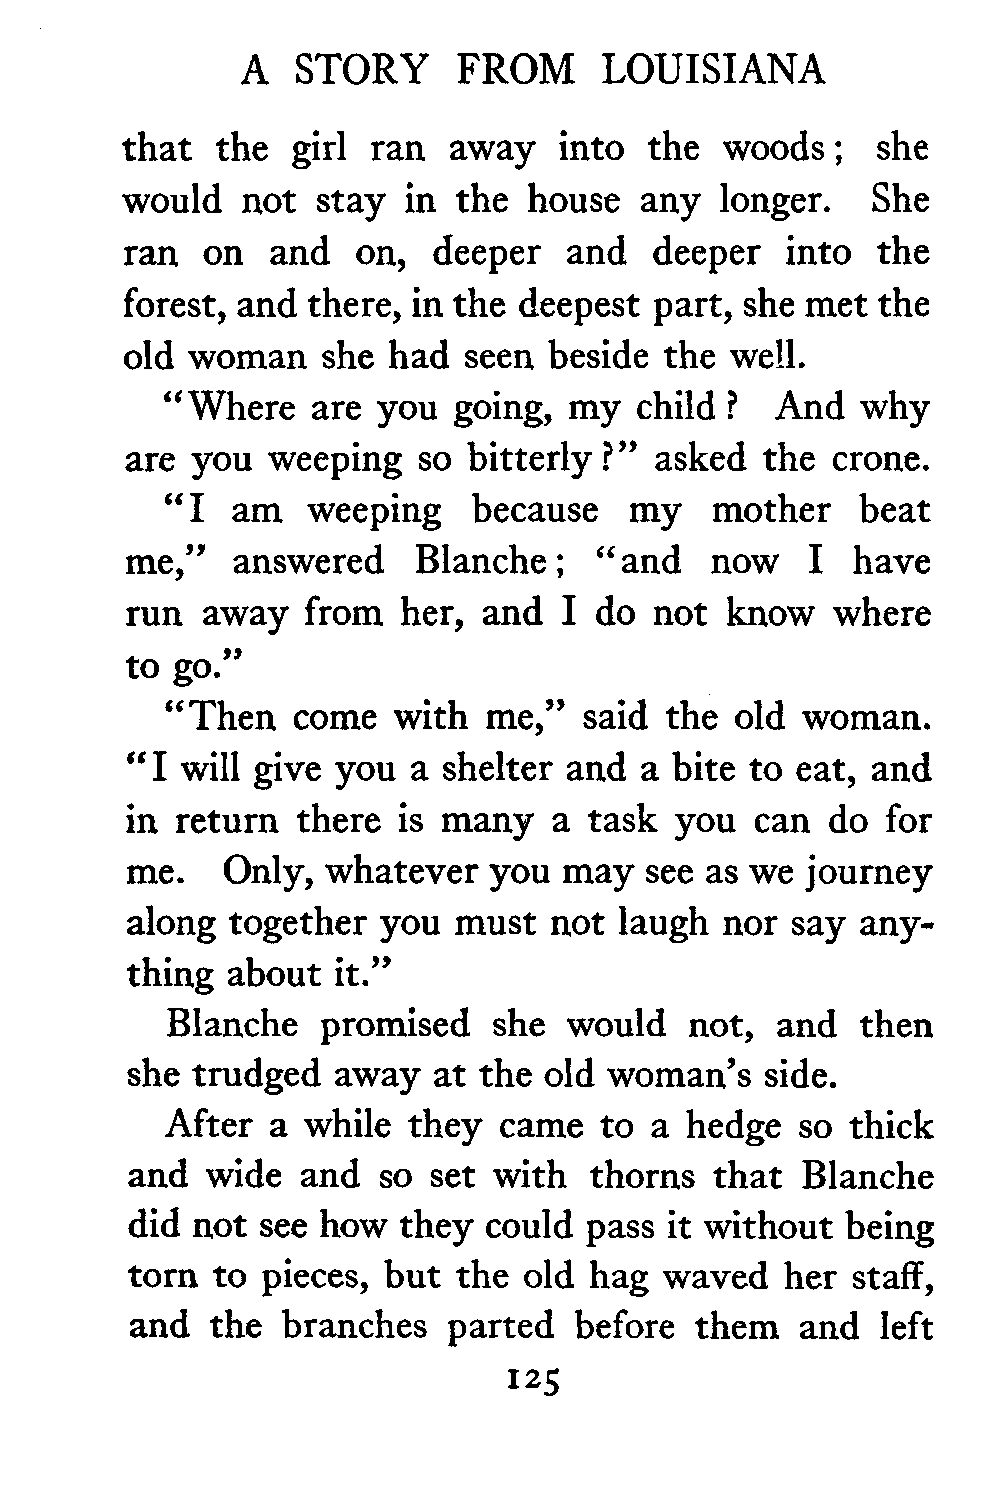 A STORY FROM LOUISIANA
that the girl ran away into the woods; she
would not stay in the house any longer. She
ran on and on, deeper and deeper into the
forest, and there, in the deepest part, she met the
old woman she had seen beside the well.
"Where are you going, my child? And why
are you weeping so bitterly?" asked the crone.
"I am weeping because my mother beat
me," answered Blanche; "and now I have
run away from her, and I do not know where
to go."
"Then come with me," said the old woman.
"I will give you a shelter and a bite to eat, and
in return there is many a task you can do for
me. Only, whatever you may see as we journey
along together you must not laugh nor say any-
thing about it."
Blanche promised she would not, and then
she trudged away at the old woman's side.
After a while they came to a hedge so thick
and wide and so set with thorns that Blanche
did not see how they could pass it without being
torn to pieces, but the old hag waved her staff,
and the branches parted before them and left
125